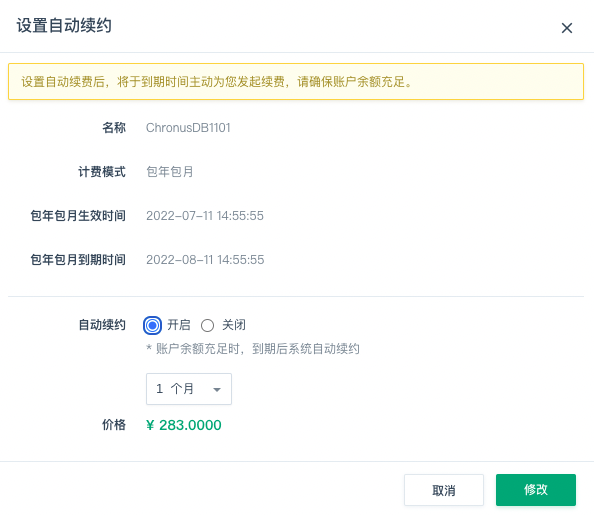 设置自动续约
设置自动续费后，将于到期时间主动为您发起续费，请确保账户余额充足。
名称 ChronusDB1101
计费模式 包年包月
包年包月生效时间 2022-07-11 14:55:55
包年包月到期时间 2022-08-11 14:55:55
自动续约 开启 关闭
* 账户余额充足时，到期后系统自动续约
1 个月
价格 ¥ 283.0000
取消 修改